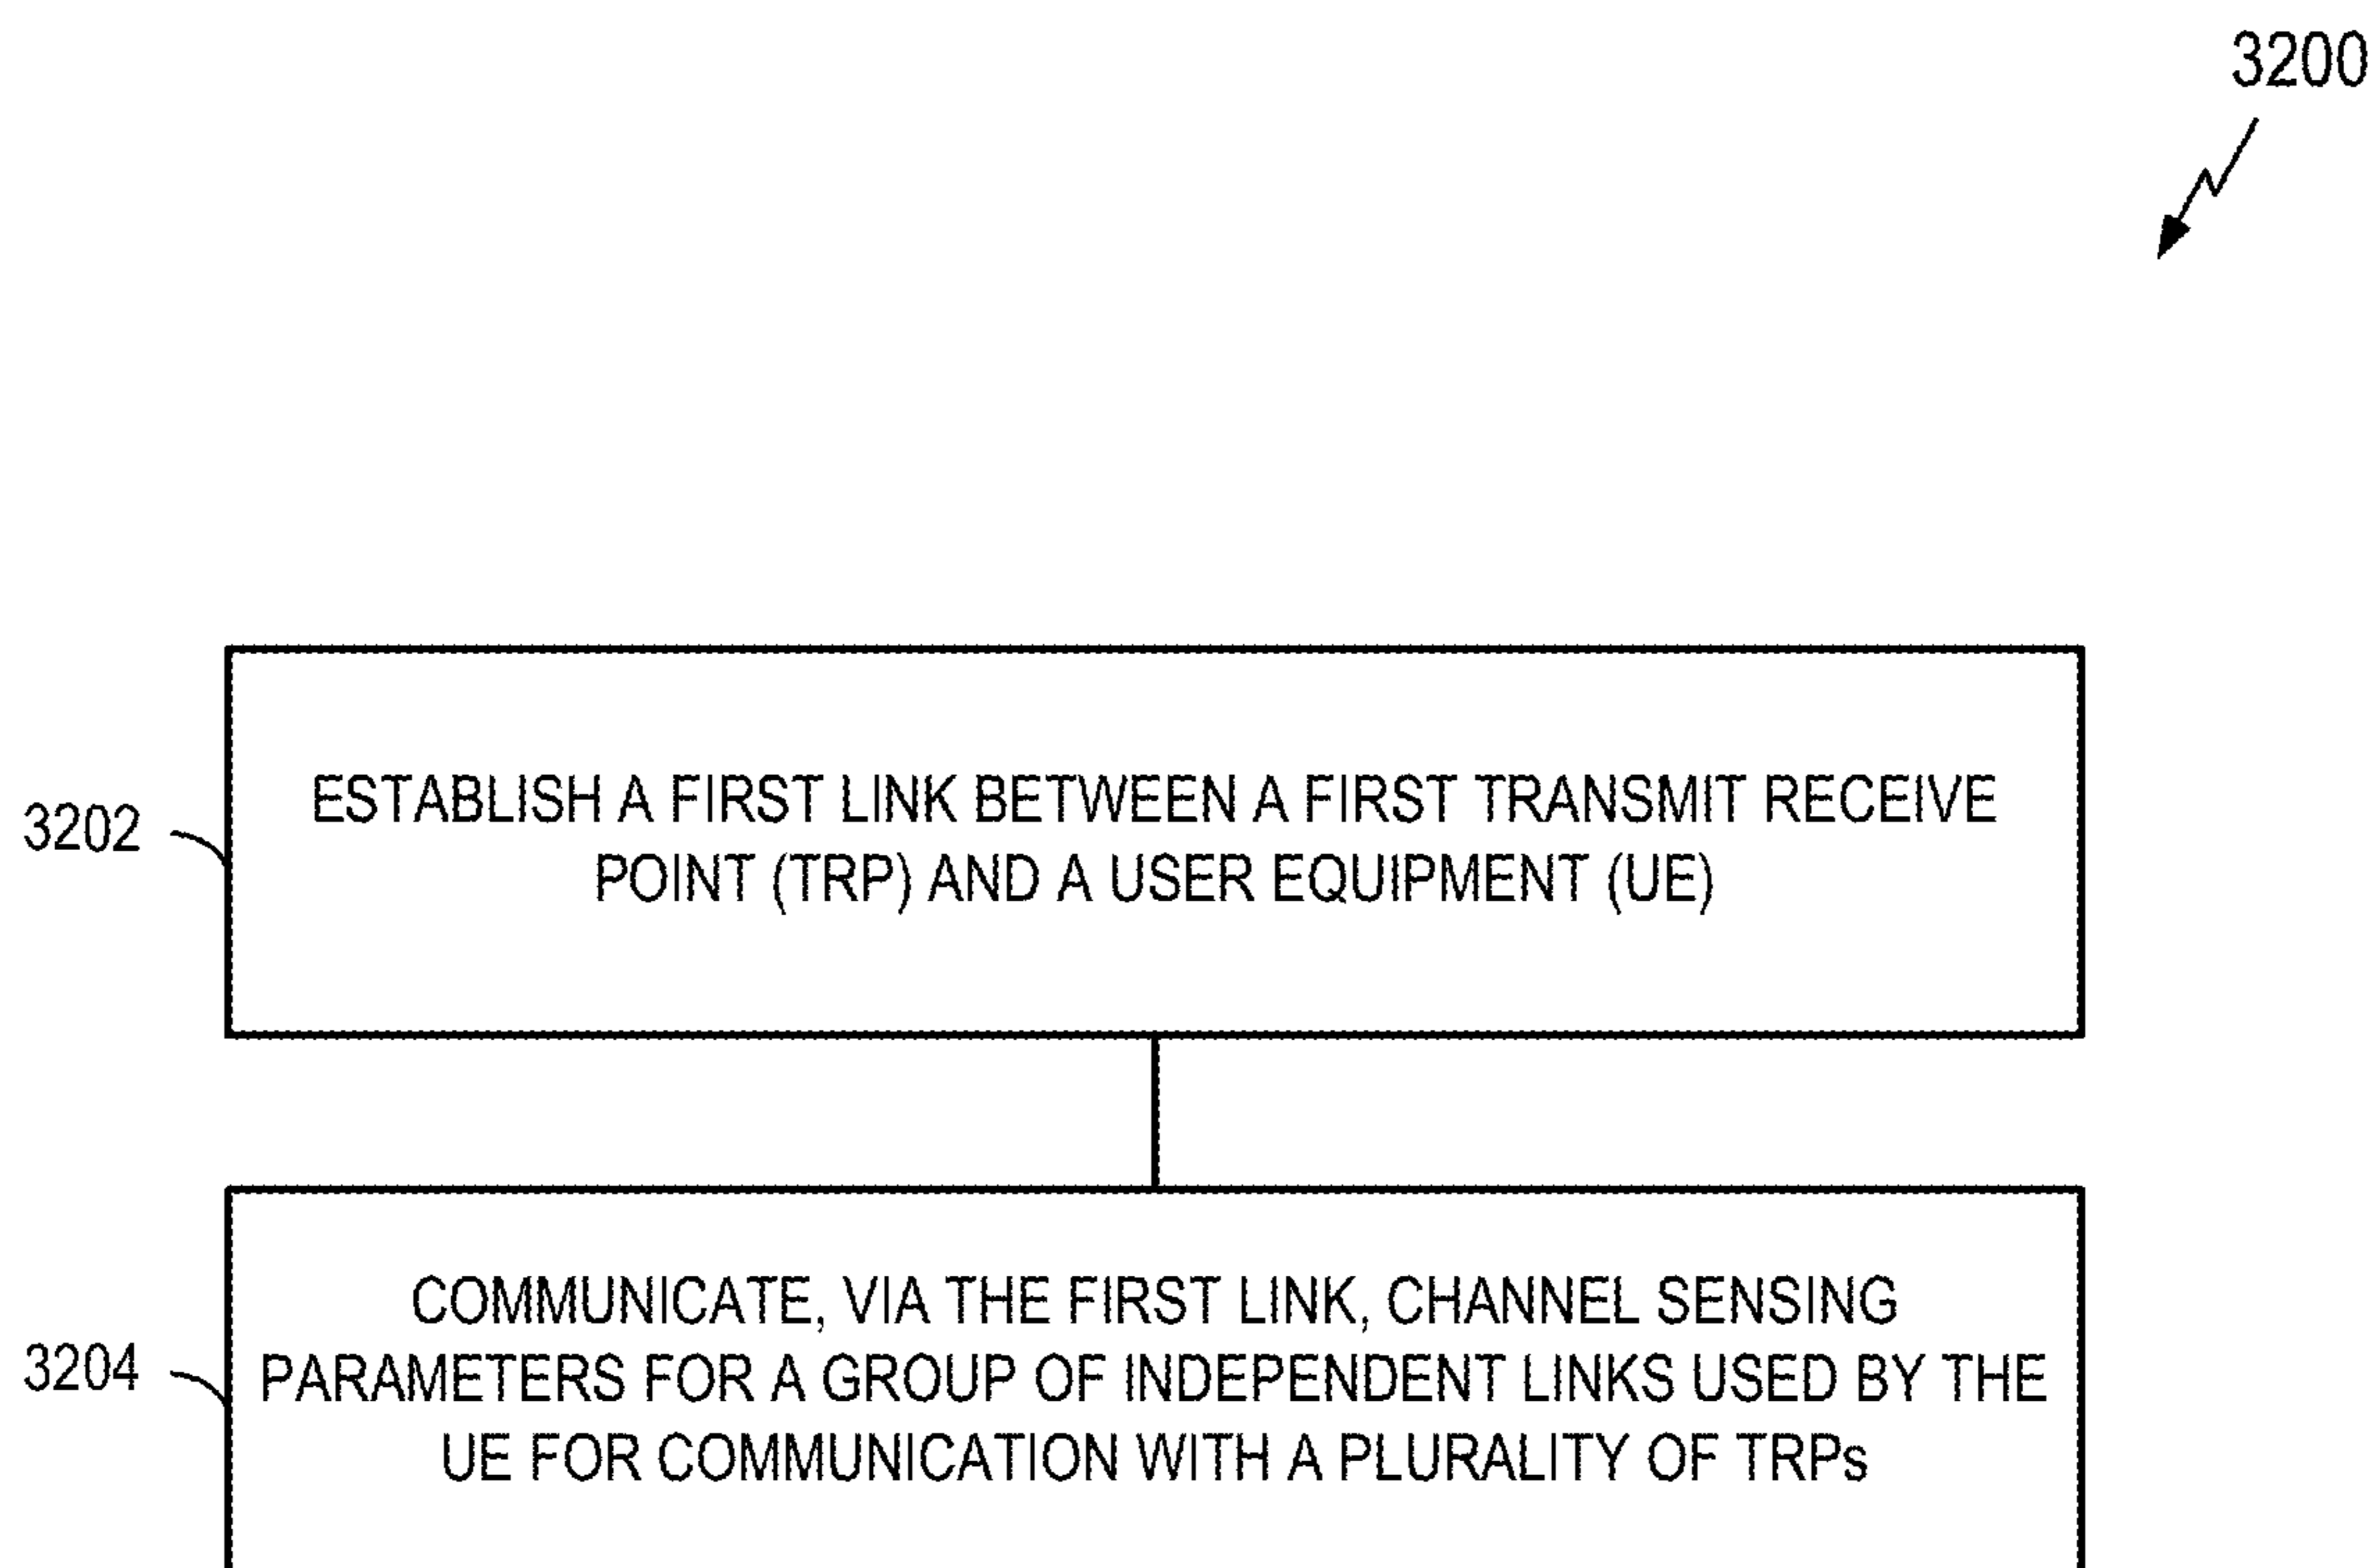 3200
3202
ESTABLISH A FIRST LINK BETWEEN A FIRST TRANSMIT RECEIVE
POINT (TRP) AND A USER EQUIPMENT (UE)
3204
COMMUNICATE, VIA THE FIRST LINK, CHANNEL SENSING
PARAMETERS FOR A GROUP OF INDEPENDENT LINKS USED BY THE
UE FOR COMMUNICATION WITH A PLURALITY OF TRPs